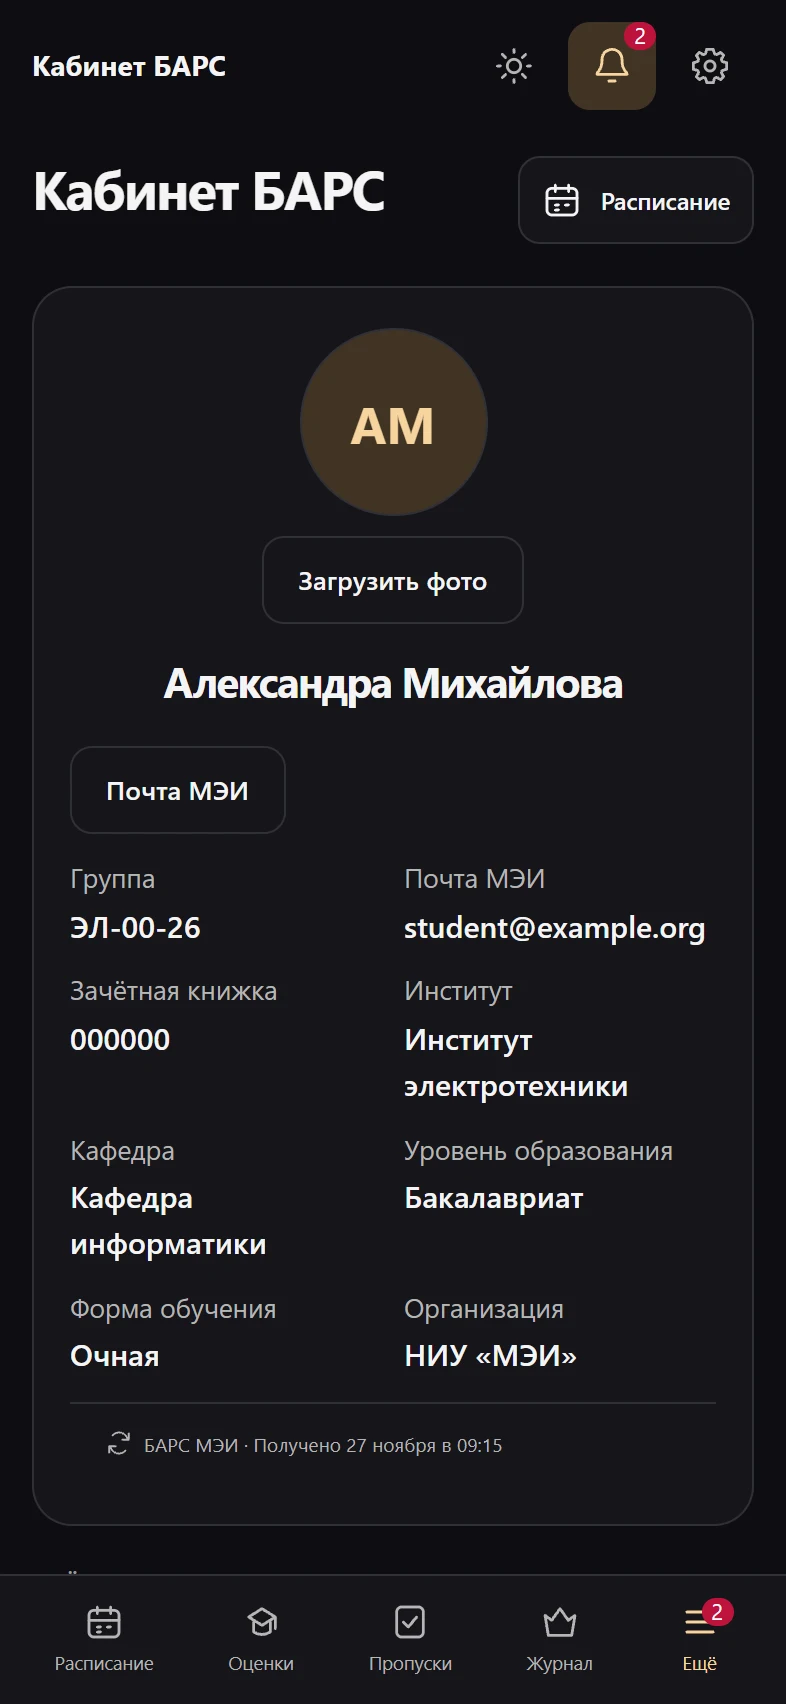 Кабинет БАРС
2
Кабинет БАРС
Расписание
АМ
Загрузить фото
Александра Михайлова
Почта МЭИ
Группа
ЭЛ-00-26
Почта МЭИ
student@example.org
Зачётная книжка
000000
Институт
Институт
электротехники
Кафедра
Кафедра
информатики
Уровень образования
Бакалавриат
Форма обучения
Очная
Организация
НИУ «МЭИ»
БАРС МЭИ · Получено 27 ноября в 09:15
Расписание
Оценки
Пропуски
Журнал
2
Ещё